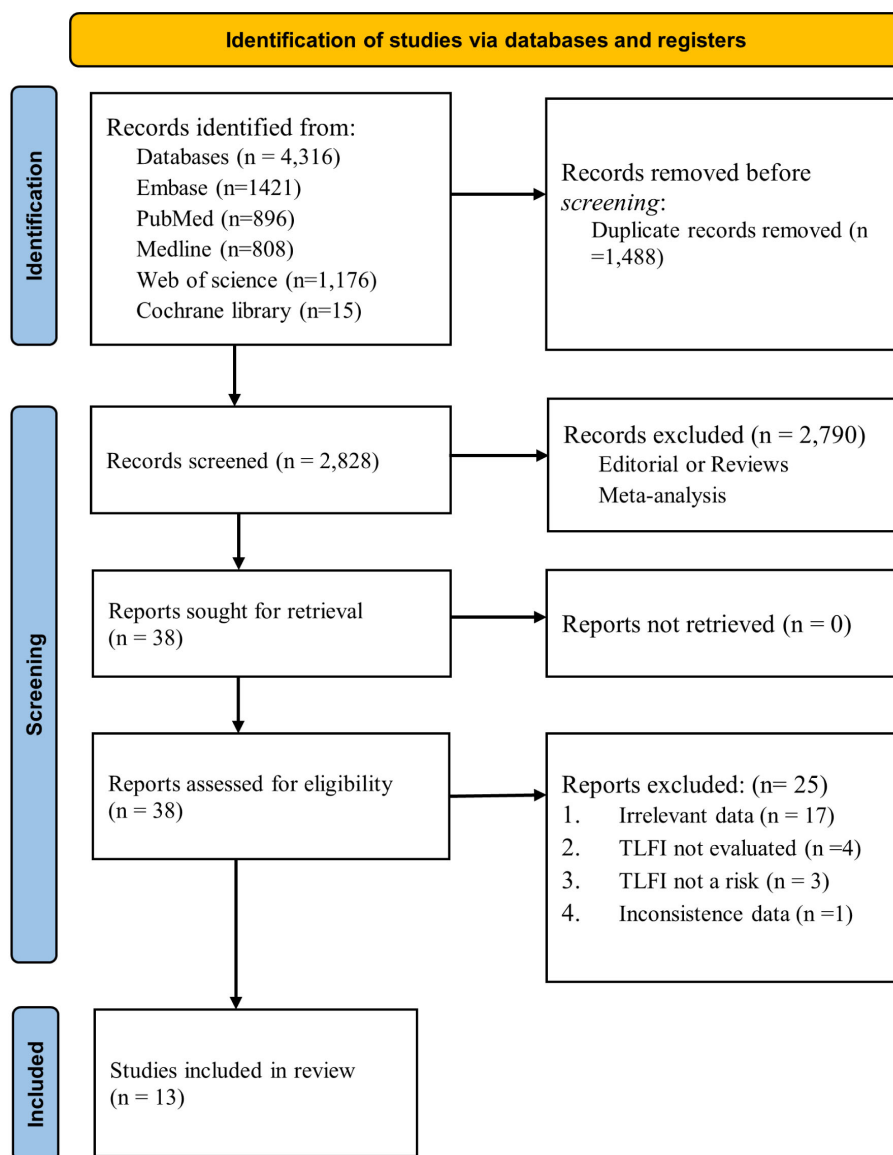 Identification of studies via databases and registers
Identification
Records identified from:
Databases (n = 4,316)
Embase (n=1421)
PubMed (n=896)
Medline (n=808)
Web of science (n=1,176)
Cochrane library (n=15)
Records removed before
screening:
Duplicate records removed (n
=1,488)
Screening
Records screened (n = 2,828)
Records excluded (n = 2,790)
Editorial or Reviews
Meta-analysis
Reports sought for retrieval
(n = 38)
Reports not retrieved (n = 0)
Reports assessed for eligibility
(n = 38)
Reports excluded: (n= 25)
1. Irrelevant data (n = 17)
2. TLFI not evaluated (n =4)
3. TLFI not a risk (n = 3)
4. Inconsistence data (n =1)
Included
Studies included in review
(n = 13)